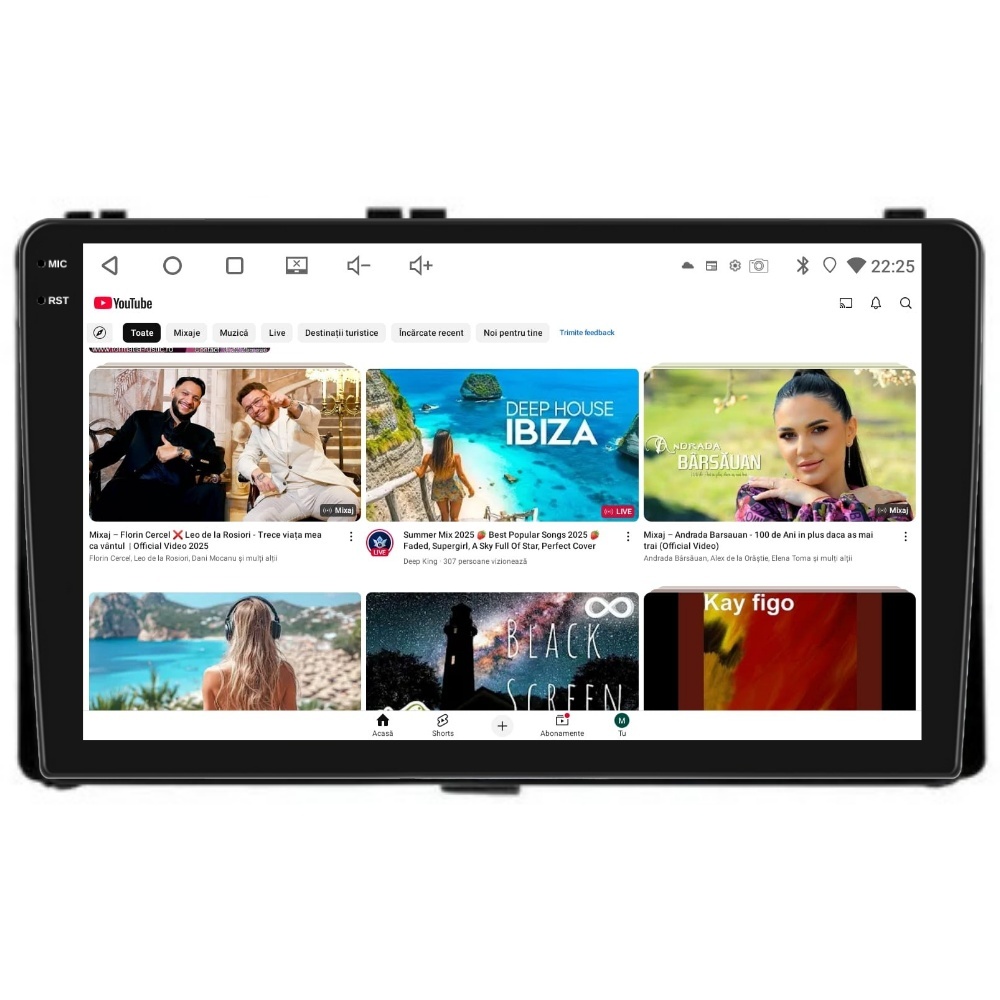 MIC
RST
22:25
YouTube
Toate Mixaje Muzică Live Destinații turistice Încărcate recent Noi pentru tine Trimite feedback
DEEP HOUSE
IBIZA
ANDRADA
BÂRSĂUAN
Mixaj
LIVE
Mixaj
Mixaj – Florin Cercel ❌ Leo de la Rosiori - Trece viața mea
ca vântul | Official Video 2025
Florin Cercel, Leo de la Rosiori, Dani Mocanu și mulți alții
LIVE
Summer Mix 2025 🍓 Best Popular Songs 2025 🍓
Faded, Supergirl, A Sky Full Of Star, Perfect Cover
Deep King · 307 persoane vizionează
Mixaj – Andrada Barsauan - 100 de Ani in plus daca as mai
trai (Official Video)
Andrada Bârsăuan, Alex de la Orăștie, Elena Toma și mulți alții
BLACK
SCREEN
Kay figo
Acasă
Shorts
Abonamente
M
Tu